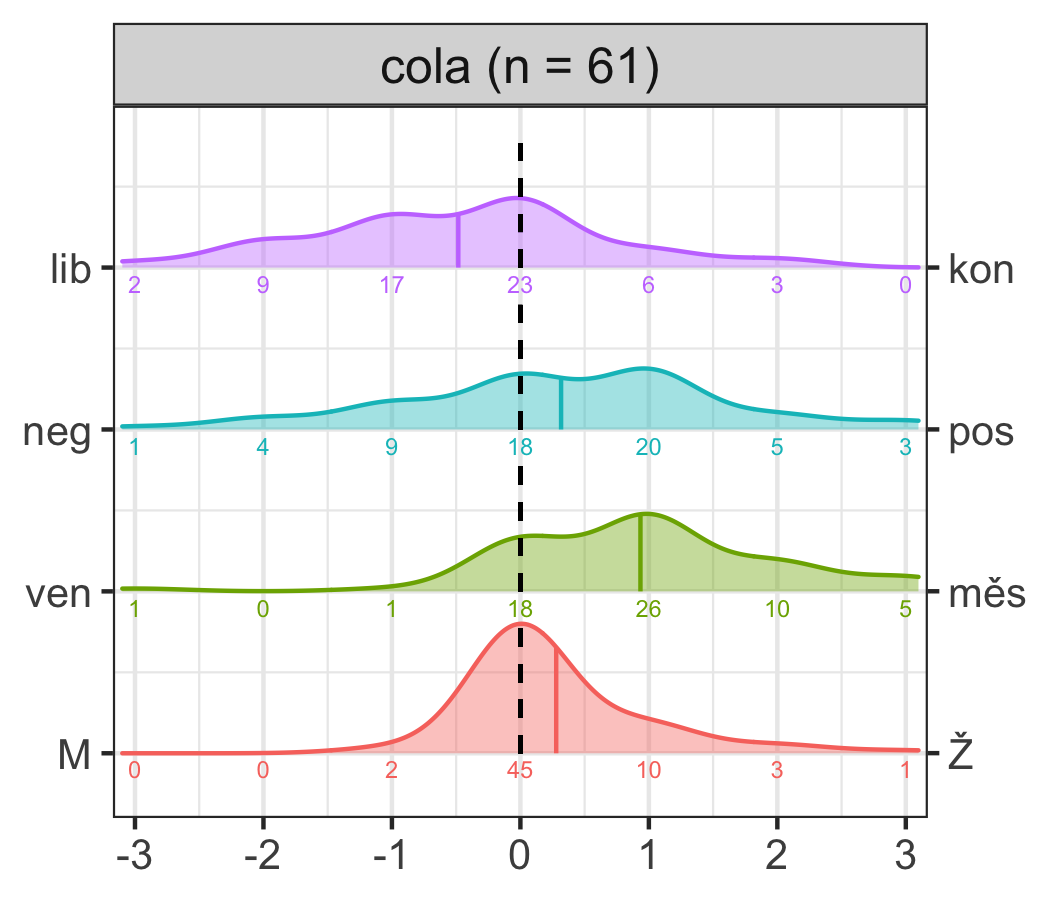 cola (n = 61)
lib kon
2 9 17 23 6 3 0
neg pos
1 4 9 18 20 5 3
ven měs
1 0 1 18 26 10 5
M Ž
0 0 2 45 10 3 1
-3 -2 -1 0 1 2 3